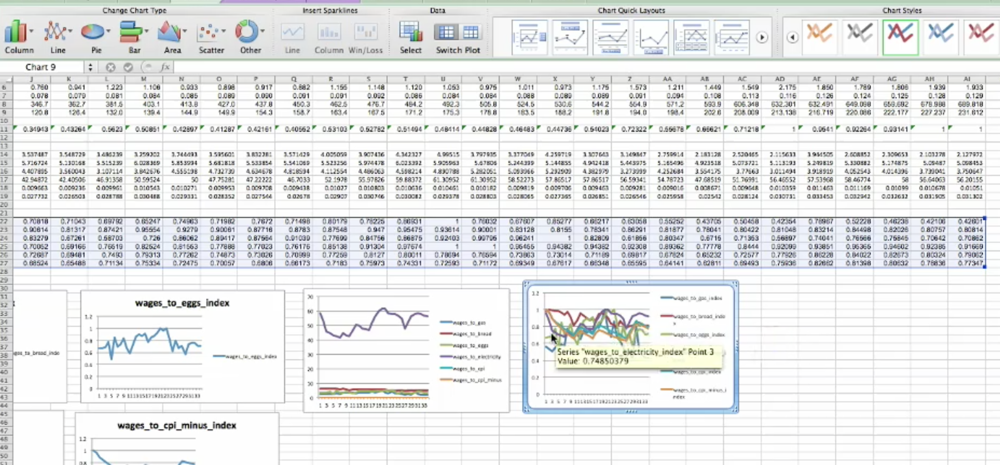 Change Chart Type Insert Sparklines Data Chart Quick Layouts Chart Styles
Column Line Pie Bar Area Scatter Other Line Column Win/Loss Select Switch Plot
Chart 9 fx
J K L M N O P Q R S T U V W X Y Z AA AB AC AD AE AF AG AH AI
6 0.760 0.941 1.223 1.106 0.933 0.898 0.917 0.882 1.155 1.148 1.120 1.053 0.975 1.011 0.973 1.175 1.573 1.211 1.449 1.549 2.175 1.850 1.789 1.806 1.939 1.933
7 0.078 0.079 0.081 0.084 0.085 0.089 0.090 0.091 0.091 0.092 0.086 0.084 0.084 0.088 0.089 0.089 0.091 0.094 0.108 0.113 0.116 0.126 0.124 0.125 0.128 0.129
8 346.7 362.7 381.5 403.1 413.8 427.0 437.8 450.3 462.5 476.7 484.2 492.3 505.8 524.5 530.6 544.2 554.9 571.2 593.9 606.348 632.301 632.491 649.098 659.692 678.988 689.818
9 120.8 126.4 132.0 139.4 144.9 149.9 154.3 158.7 163.4 167.5 171.2 175.3 178.8 183.5 188.2 191.8 194.0 198.4 202.6 208.009 213.138 216.719 220.086 222.177 227.237 231.612
10
11 0.34943 0.43264 0.5623 0.50851 0.42897 0.41287 0.42161 0.40552 0.53103 0.52782 0.51494 0.48414 0.44828 0.46483 0.44736 0.54023 0.72322 0.55678 0.66621 0.71218 1 0.9541 0.92264 0.93141 1 1
12
13
14 3.537487 3.548729 3.486239 3.259202 3.744493 3.595601 3.832281 3.571429 4.005059 3.907436 4.342327 4.99515 3.797935 3.377049 4.259719 3.307643 3.149847 2.759914 2.183128 2.520465 2.115633 3.944505 2.608852 2.309653 2.103278 2.127972
15 5.716724 5.130168 5.515239 6.028369 5.853994 5.681818 5.533854 5.541069 5.523256 5.974478 6.023392 5.905963 5.67806 5.244399 5.144855 4.942418 5.443975 5.165496 4.923518 5.073721 5.113193 5.249819 5.330882 5.174875 5.09487 5.098453
16 4.407895 3.560043 3.107114 3.842676 4.555198 4.732739 4.634678 4.818594 4.112554 4.486063 4.598214 4.890788 5.282051 5.093966 5.292909 4.382979 3.273999 4.252684 3.554175 3.77663 3.011494 3.918919 4.052543 4.014396 3.739041 3.750647
17 42.94872 42.40506 46.91358 50.59524 50 47.75281 47.22222 46.7033 52.1978 55.97826 59.88372 61.30952 61.30952 58.52273 57.86517 57.86517 56.59341 54.78723 47.68519 51.76991 56.46552 57.53968 58.46774 58 56.64063 56.20155
18 0.009663 0.009236 0.009961 0.010543 0.010271 0.009953 0.009708 0.009438 0.01027 0.010803 0.010636 0.010461 0.010182 0.009819 0.009706 0.009463 0.009281 0.009016 0.008671 0.009648 0.010359 0.011463 0.011169 0.01099 0.010678 0.01051
19 0.027732 0.026503 0.028788 0.030488 0.029331 0.028352 0.027544 0.02678 0.02907 0.030746 0.030082 0.029378 0.028803 0.028065 0.027365 0.026851 0.026546 0.025958 0.02542 0.028124 0.030731 0.033453 0.032942 0.032632 0.031905 0.031302
20
21
22 0.70818 0.71043 0.69792 0.65247 0.74963 0.71982 0.7672 0.71498 0.80179 0.78225 0.86931 1 0.76032 0.67607 0.85277 0.66217 0.63058 0.55252 0.43705 0.50458 0.42354 0.78967 0.52228 0.46238 0.42106 0.42601
23 0.90614 0.81317 0.87421 0.95554 0.9279 0.90061 0.87716 0.8783 0.87548 0.947 0.95475 0.93614 0.90001 0.83128 0.8155 0.78341 0.86291 0.81877 0.78041 0.80422 0.81048 0.83214 0.84498 0.82026 0.80757 0.80814
24 0.83279 0.67261 0.58703 0.726 0.86062 0.89417 0.87564 0.91039 0.77699 0.84756 0.86875 0.92403 0.99795 0.96241 1 0.82809 0.61856 0.80347 0.6715 0.71353 0.56897 0.74041 0.76566 0.75845 0.70642 0.70862
25 0.70052 0.69166 0.76519 0.82524 0.81553 0.77888 0.77023 0.76176 0.85138 0.91304 0.97674 1 1 0.95455 0.94382 0.94382 0.92308 0.89362 0.77778 0.8444 0.92099 0.93851 0.95365 0.94602 0.92385 0.91669
26 0.72687 0.69481 0.7493 0.79313 0.77262 0.74873 0.73026 0.70999 0.77259 0.8127 0.80011 0.78694 0.76594 0.73863 0.73014 0.71189 0.69817 0.67824 0.65232 0.72577 0.77926 0.86228 0.84022 0.82673 0.80324 0.79062
27 0.68524 0.65488 0.71134 0.75334 0.72475 0.70057 0.6806 0.66173 0.7183 0.75973 0.74331 0.72593 0.71172 0.69349 0.67617 0.66348 0.65595 0.64141 0.62811 0.69493 0.75936 0.82662 0.81398 0.80632 0.78836 0.77347
28
29
30
31
32
33
34
35
36
37
38
39
40
41
42
43
44
45
46
47
48
49
50
wages_to_eggs_index
1.2
1
0.8
0.6
0.4
0.2
0
1 3 5 7 9 11 13 15 17 19 21 23 25 27 29 31 33
wages_to_eggs_index
70
60
50
40
30
20
10
0
1 3 5 7 9 11 13 15 17 19 21 23 25 27 29 31 33
wages_to_gas
wages_to_bread
wages_to_eggs
wages_to_electricity
wages_to_cpi
wages_to_cpi_minus
1.2
1
0.8
0.6
0.4
0.2
0
1 3 5 7 9 11 13 15 17 19 21 23 25 27 29 31 33
wages_to_gas_index
wages_to_bread_inde
x
wages_to_eggs_index
Series "wages_to_electricity_index" Point 3
Value: 0.74850379
wages_to_cpi_index
wages_to_cpi_minus_i
ndex
wages_to_cpi_minus_index
1.2
1
0.8